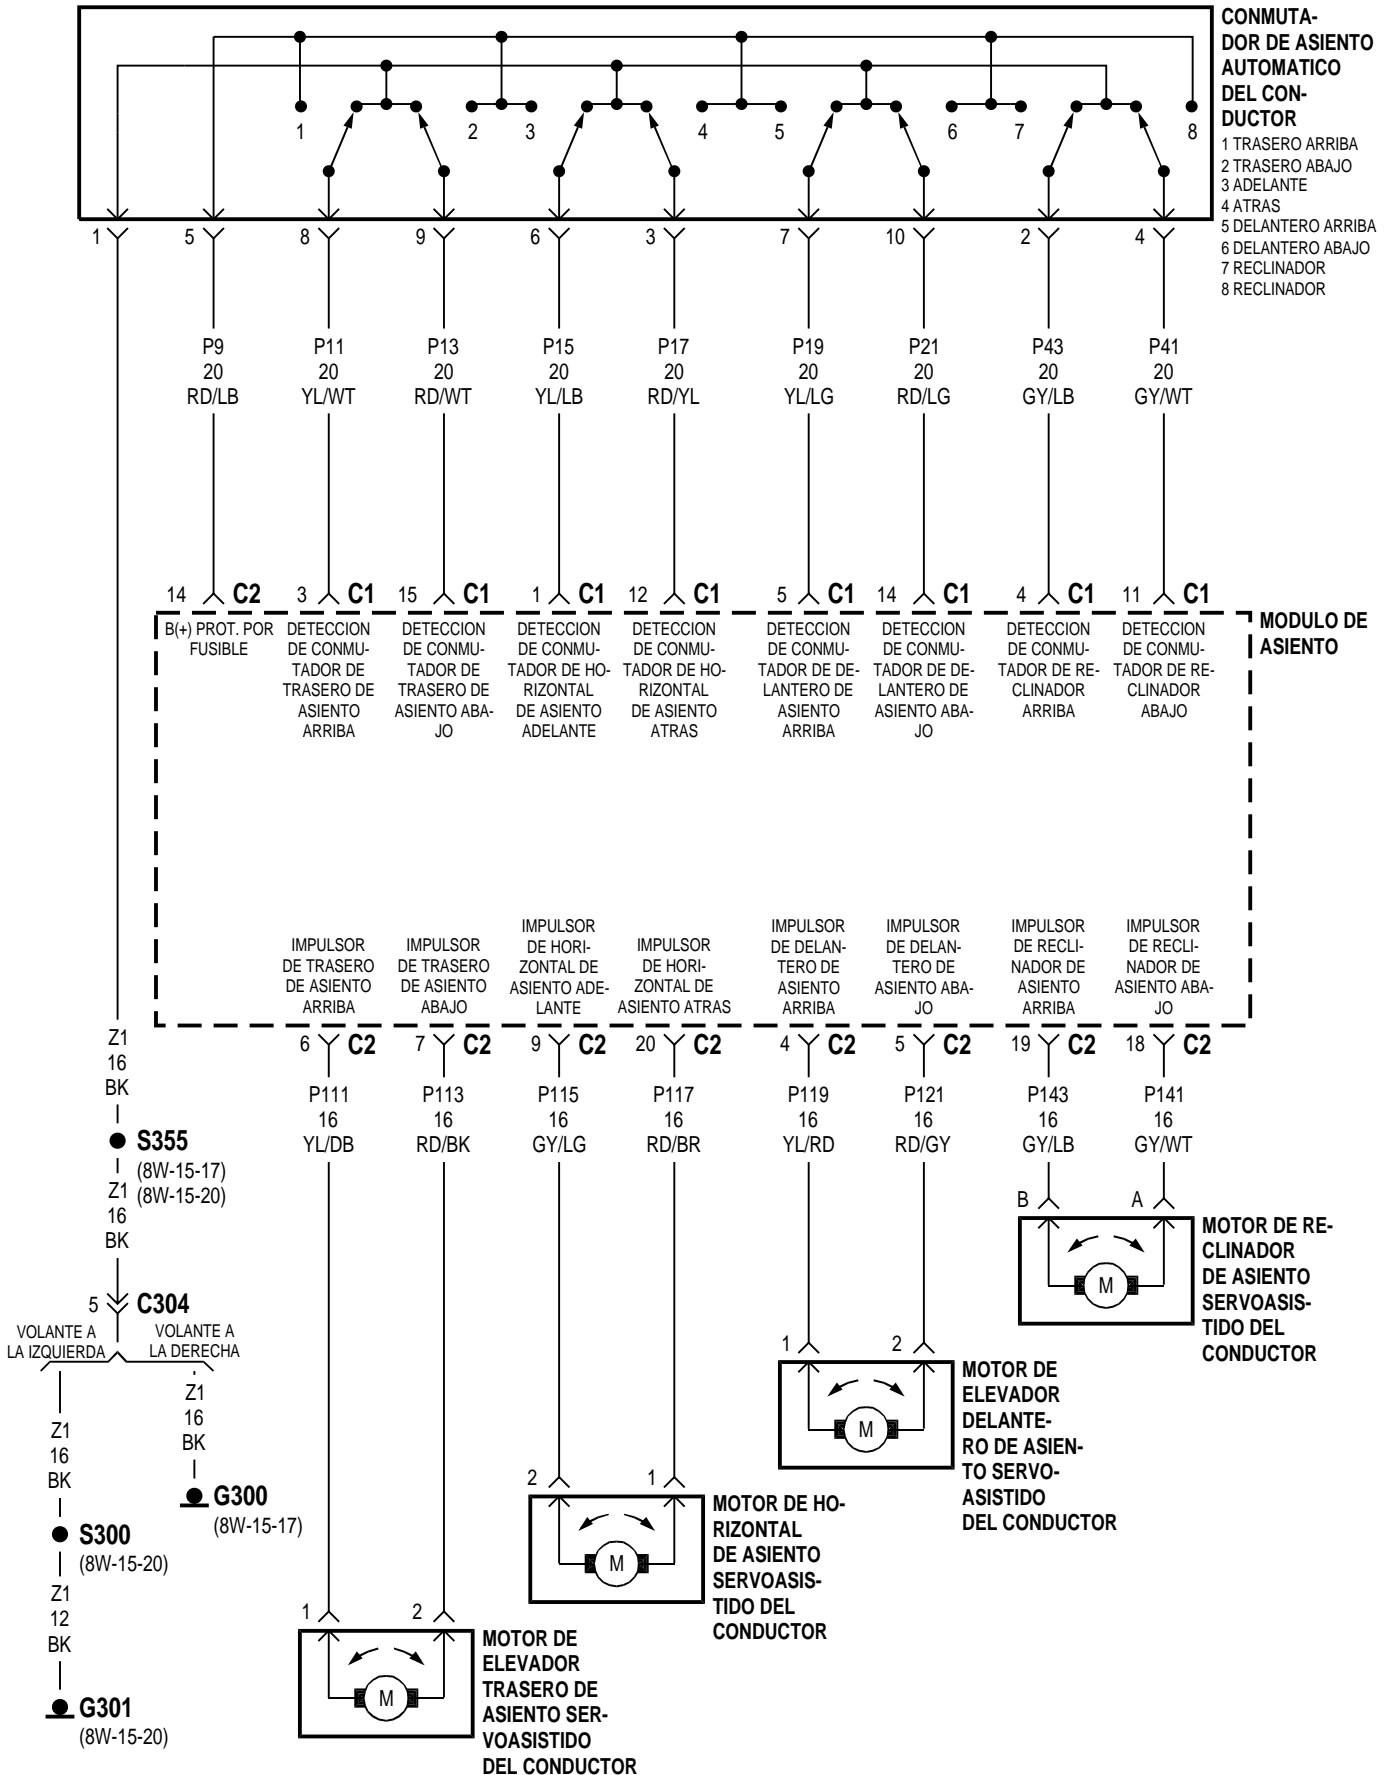 CONMUTA-
DOR DE ASIENTO
AUTOMATICO
DEL CON-
DUCTOR
1 TRASERO ARRIBA
2 TRASERO ABAJO
3 ADELANTE
4 ATRAS
5 DELANTERO ARRIBA
6 DELANTERO ABAJO
7 RECLINADOR
8 RECLINADOR
1 2 3 4 5 6 7 8
1 5 8 9 6 3 7 10 2 4
P9 P11 P13 P15 P17 P19 P21 P43 P41
20 20 20 20 20 20 20 20 20
RD/LB YL/WT RD/WT YL/LB RD/YL YL/LG RD/LG GY/LB GY/WT
14 C2 3 C1 15 C1 1 C1 12 C1 5 C1 14 C1 4 C1 11 C1
MODULO DE
ASIENTO
B(+) PROT. POR
FUSIBLE
DETECCION
DE CONMU-
TADOR DE
TRASERO DE
ASIENTO
ARRIBA
DETECCION
DE CONMU-
TADOR DE
TRASERO DE
ASIENTO ABA-
JO
DETECCION
DE CONMU-
TADOR DE HO-
RIZONTAL
DE ASIENTO
ADELANTE
DETECCION
DE CONMU-
TADOR DE HO-
RIZONTAL
DE ASIENTO
ATRAS
DETECCION
DE CONMU-
TADOR DE DE-
LANTERO DE
ASIENTO
ARRIBA
DETECCION
DE CONMU-
TADOR DE DE-
LANTERO DE
ASIENTO ABA-
JO
DETECCION
DE CONMU-
TADOR DE RE-
CLINADOR
ARRIBA
DETECCION
DE CONMU-
TADOR DE RE-
CLINADOR
ABAJO
IMPULSOR
DE TRASERO
DE ASIENTO
ARRIBA
IMPULSOR
DE TRASERO
DE ASIENTO
ABAJO
IMPULSOR
DE HORI-
ZONTAL DE
ASIENTO ADE-
LANTE
IMPULSOR
DE HORI-
ZONTAL DE
ASIENTO ATRAS
IMPULSOR
DE DELAN-
TERO DE
ASIENTO
ARRIBA
IMPULSOR
DE DELAN-
TERO DE
ASIENTO ABA-
JO
IMPULSOR
DE RECLI-
NADOR DE
ASIENTO
ARRIBA
IMPULSOR
DE RECLI-
NADOR DE
ASIENTO ABA-
JO
6 C2 7 C2 9 C2 20 C2 4 C2 5 C2 19 C2 18 C2
P111 P113 P115 P117 P119 P121 P143 P141
16 16 16 16 16 16 16 16
YL/DB RD/BK GY/LG RD/BR YL/RD RD/GY GY/LB GY/WT
Z1
16
BK
S355
(8W-15-17)
(8W-15-20)
Z1
16
BK
5 C304
VOLANTE A
LA IZQUIERDA
VOLANTE A
LA DERECHA
Z1
16
BK
G300
(8W-15-17)
Z1
16
BK
S300
(8W-15-20)
Z1
12
BK
G301
(8W-15-20)
B A
M
MOTOR DE RE-
CLINADOR
DE ASIENTO
SERVOASIS-
TIDO DEL
CONDUCTOR
1 2
M
MOTOR DE
ELEVADOR
DELANTE-
RO DE ASIEN-
TO SERVO-
ASISTIDO
DEL CONDUCTOR
2 1
M
MOTOR DE HO-
RIZONTAL
DE ASIENTO
SERVOASIS-
TIDO DEL
CONDUCTOR
1 2
M
MOTOR DE
ELEVADOR
TRASERO DE
ASIENTO SER-
VOASISTIDO
DEL CONDUCTOR